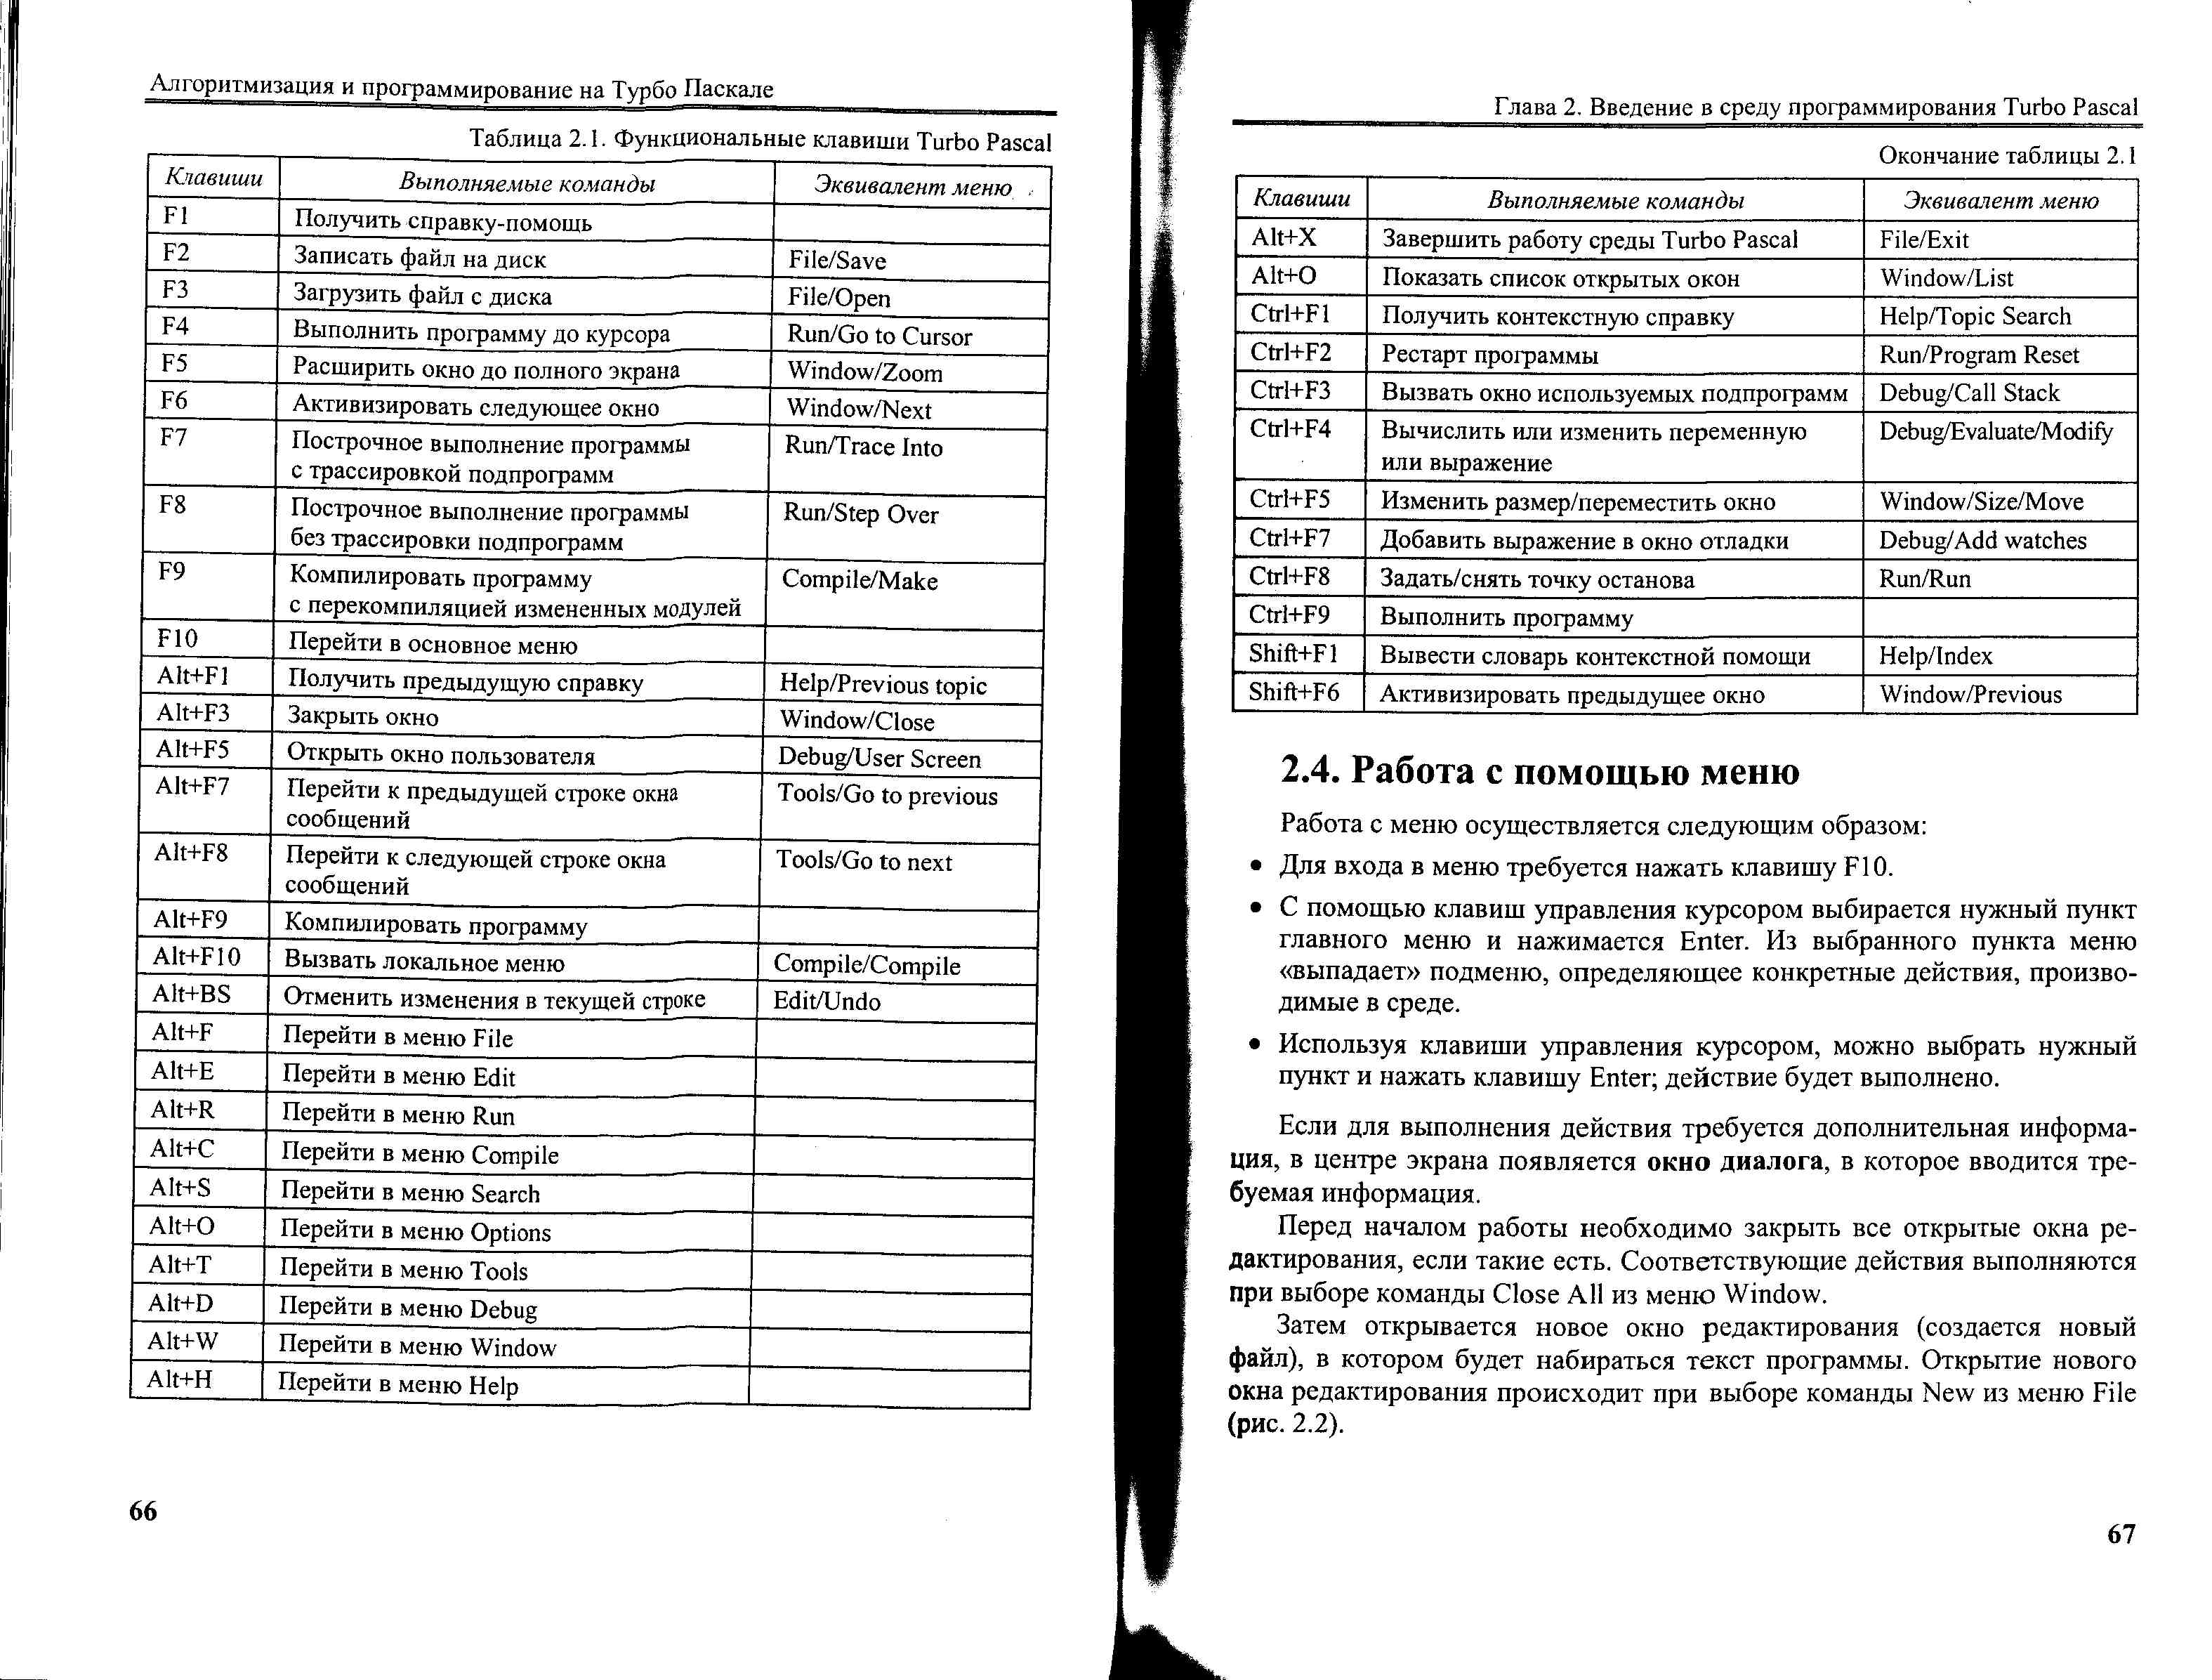 Алгоритмизация и программирование на Турбо Паскале
Таблица 2.1. Функциональные клавиши Turbo Pascal
Клавиши Выполняемые команды Эквивалент меню
F1 Получить справку-помощь
F2 Записать файл на диск File/Save
F3 Загрузить файл с диска File/Open
F4 Выполнить программу до курсора Run/Go to Cursor
F5 Расширить окно до полного экрана Window/Zoom
F6 Активизировать следующее окно Window/Next
F7 Построчное выполнение программы Run/Trace Into
с трассировкой подпрограмм
F8 Построчное выполнение программы Run/Step Over
без трассировки подпрограмм
F9 Компилировать программу Compile/Make
с перекомпиляцией измененных модулей
F10 Перейти в основное меню
Alt+F1 Получить предыдущую справку Help/Previous topic
Alt+F3 Закрыть окно Window/Close
Alt+F5 Открыть окно пользователя Debug/User Screen
Alt+F7 Перейти к предыдущей строке окна Tools/Go to previous
сообщений
Alt+F8 Перейти к следующей строке окна Tools/Go to next
сообщений
Alt+F9 Компилировать программу
Alt+F10 Вызвать локальное меню Compile/Compile
Alt+BS Отменить изменения в текущей строке Edit/Undo
Alt+F Перейти в меню File
Alt+E Перейти в меню Edit
Alt+R Перейти в меню Run
Alt+C Перейти в меню Compile
Alt+S Перейти в меню Search
Alt+O Перейти в меню Options
Alt+T Перейти в меню Tools
Alt+D Перейти в меню Debug
Alt+W Перейти в меню Window
Alt+H Перейти в меню Help
66
Глава 2. Введение в среду программирования Turbo Pascal
Окончание таблицы 2.1
Клавиши Выполняемые команды Эквивалент меню
Alt+X Завершить работу среды Turbo Pascal File/Exit
Alt+O Показать список открытых окон Window/List
Ctrl+F1 Получить контекстную справку Help/Topic Search
Ctrl+F2 Рестарт программы Run/Program Reset
Ctrl+F3 Вызвать окно используемых подпрограмм Debug/Call Stack
Ctrl+F4 Вычислить или изменить переменную Debug/Evaluate/Modify
или выражение
Ctrl+F5 Изменить размер/переместить окно Window/Size/Move
Ctrl+F7 Добавить выражение в окно отладки Debug/Add watches
Ctrl+F8 Задать/снять точку останова Run/Run
Ctrl+F9 Выполнить программу
Shift+F1 Вывести словарь контекстной помощи Help/Index
Shift+F6 Активизировать предыдущее окно Window/Previous
2.4. Работа с помощью меню
Работа с меню осуществляется следующим образом:
• Для входа в меню требуется нажать клавишу F10.
• С помощью клавиш управления курсором выбирается нужный пункт
главного меню и нажимается Enter. Из выбранного пункта меню
«выпадает» подменю, определяющее конкретные действия, произво-
димые в среде.
• Используя клавиши управления курсором, можно выбрать нужный
пункт и нажать клавишу Enter; действие будет выполнено.
Если для выполнения действия требуется дополнительная информа-
ция, в центре экрана появляется окно диалога, в которое вводится тре-
буемая информация.
Перед началом работы необходимо закрыть все открытые окна ре-
дактирования, если такие есть. Соответствующие действия выполняются
при выборе команды Close All из меню Window.
Затем открывается новое окно редактирования (создается новый
файл), в котором будет набираться текст программы. Открытие нового
окна редактирования происходит при выборе команды New из меню File
(рис. 2.2).
67